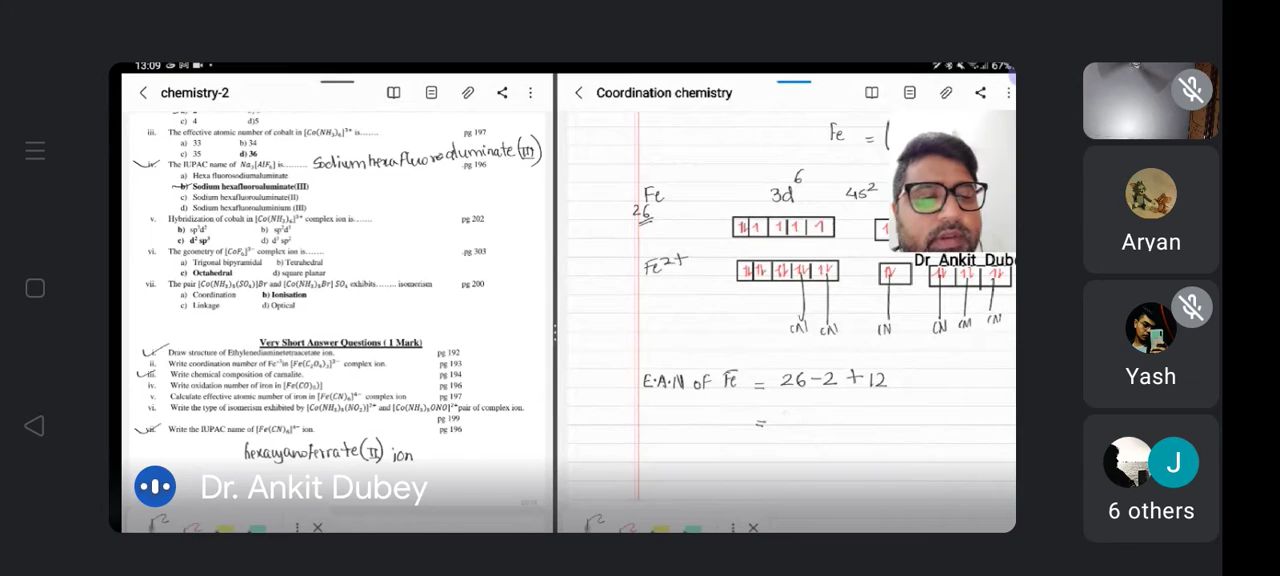 13:09
67%
chemistry-2
c) 4 d)5
iii. The effective atomic number of cobalt in [Co(NH₃)₆]³⁺ is....... pg 197
a) 33 b) 34
c) 35 d) 36
iv. The IUPAC name of Na₃[AlF₆] is......... pg 196
Sodium hexafluoroaluminate(III)
a) Hexa fluorosodiumaluminate
b) Sodium hexafluoroaluminate(III)
c) Sodium hexafluoroaluminate(II)
d) Sodium hexafluoroaluminium (III)
v. Hybridization of cobalt in [Co(NH₃)₆]³⁺ complex ion is....... pg 202
b) sp³d² b) sp²d³
c) d² sp³ d) d³ sp²
vi. The geometry of [CoF₆]³⁻ complex ion is....... pg 303
a) Trigonal bipyramidal b) Tetrahedral
c) Octahedral d) square planar
vii. The pair [Co(NH₃)₅(SO₄)]Br and [Co(NH₃)₅Br] SO₄ exhibits....... isomerism pg 200
a) Coordination b) Ionisation
c) Linkage d) Optical
Very Short Answer Questions ( 1 Mark)
i. Draw structure of Ethylenediaminetetraacetate ion. pg 192
ii. Write coordination number of Fe⁻³in [Fe(C₂O₄)₃]³⁻ complex ion. pg 193
iii. Write chemical composition of carnalite. pg 194
iv. Write oxidation number of iron in [Fe(CO)₅] pg 196
v. Calculate effective atomic number of iron in [Fe(CN)₆]⁴⁻ complex ion pg 197
vi. Write the type of isomerism exhibited by [Co(NH₃)₅(NO₂)]²⁺ and [Co(NH₃)₅ONO]²⁺pair of complex ion.
pg 199
vii. Write the IUPAC name of [Fe(CN)₆]⁴⁻ ion. pg 196
hexacyanoferrate(II) ion
Dr. Ankit Dubey
Coordination chemistry
Fe = (
Fe 3d⁶ 4s²
26
Fe²⁺
CN CN CN CN CN CN
E.A.N of Fe = 26-2 +12
=
Dr_Ankit_Dube
Aryan
Yash
J
6 others